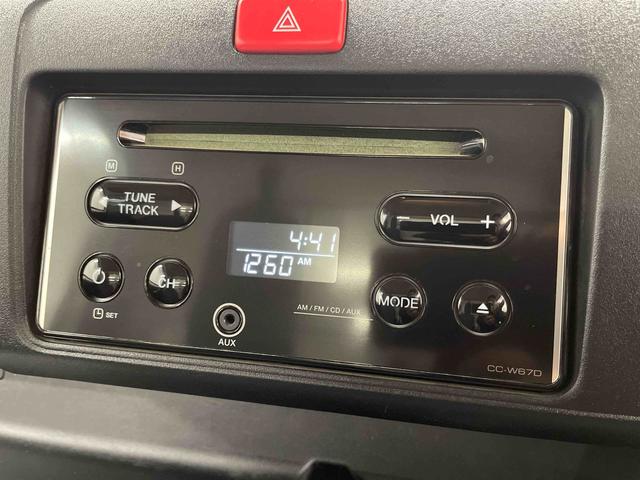 M H
TUNE
TRACK
− VOL +
4:41
1260 AM
CH
MODE
SET
AM / FM / CD / AUX
AUX
CC-W67D